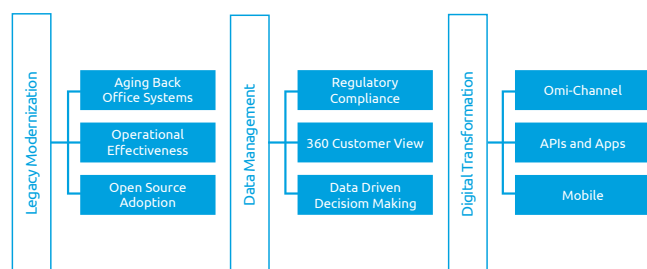 Legacy Modernization
Aging Back
Office Systems
Operational
Effectiveness
Open Source
Adoption
Data Management
Regulatory
Compliance
360 Customer View
Data Driven
Decisiom Making
Digital Transformation
Omi-Channel
APIs and Apps
Mobile